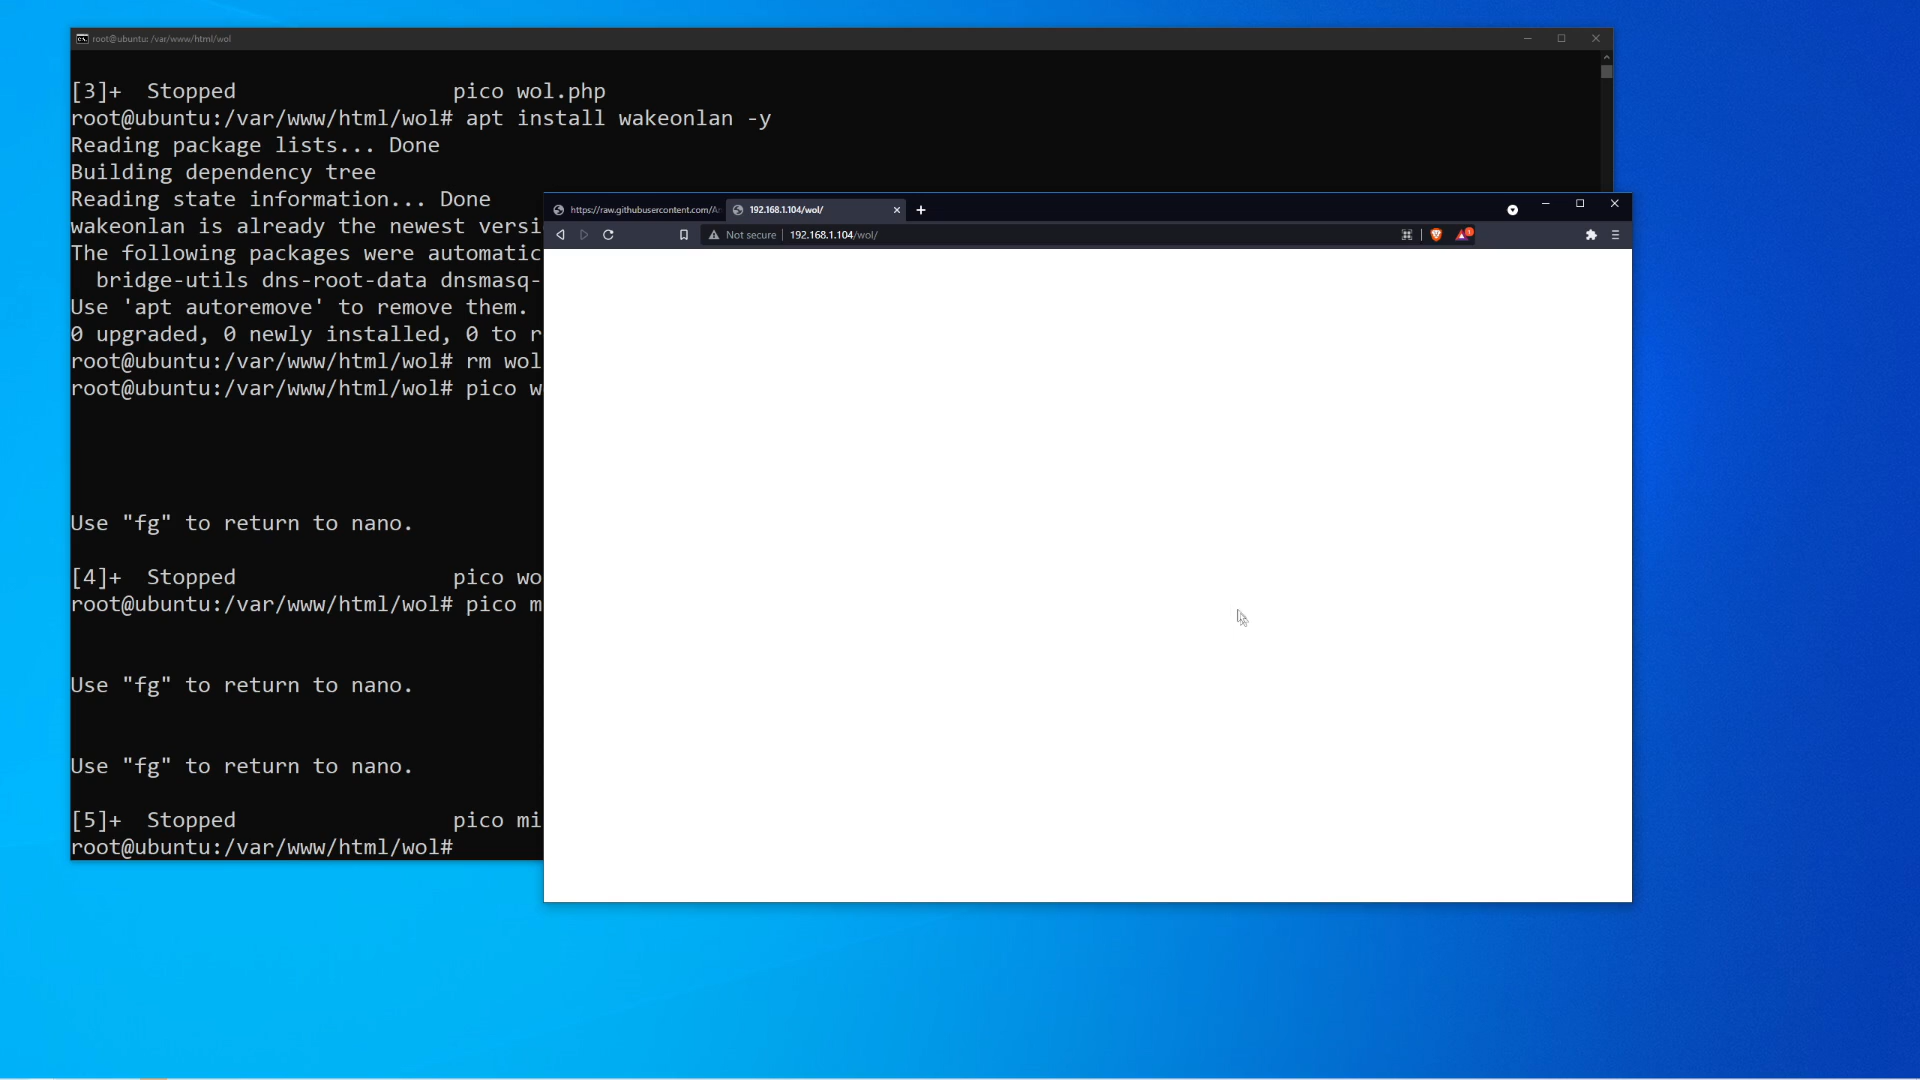 root@ubuntu: /var/www/html/wol
[3]+  Stopped                 pico wol.php
root@ubuntu:/var/www/html/wol# apt install wakeonlan -y
Reading package lists... Done
Building dependency tree
Reading state information... Done
wakeonlan is already the newest versi
The following packages were automatic
  bridge-utils dns-root-data dnsmasq-
Use 'apt autoremove' to remove them.
0 upgraded, 0 newly installed, 0 to r
root@ubuntu:/var/www/html/wol# rm wol
root@ubuntu:/var/www/html/wol# pico w
Use "fg" to return to nano.
[4]+  Stopped                 pico wo
root@ubuntu:/var/www/html/wol# pico m
Use "fg" to return to nano.
Use "fg" to return to nano.
[5]+  Stopped                 pico mi
root@ubuntu:/var/www/html/wol#
https://raw.githubusercontent.com/A
192.168.1.104/wol/
Not secure
192.168.1.104/wol/
1